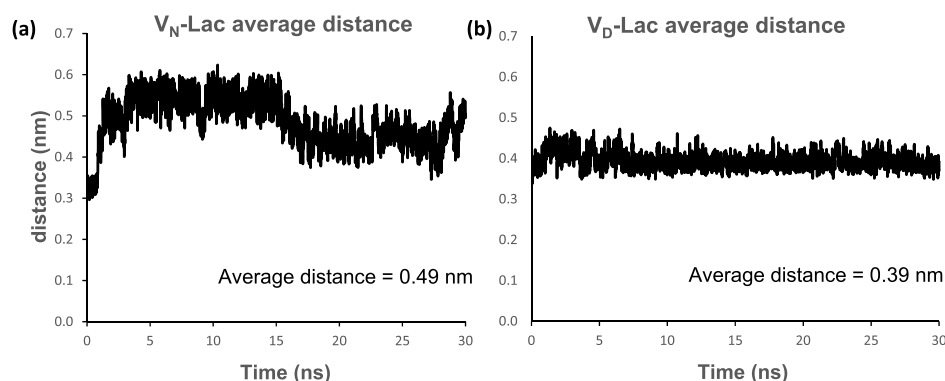 (a)
V_N-Lac average distance
0.7
0.6
0.5
0.4
0.3
0.2
0.1
0.0
distance (nm)
0 5 10 15 20 25 30
Time (ns)
Average distance = 0.49 nm
(b)
V_D-Lac average distance
0.7
0.6
0.5
0.4
0.3
0.2
0.1
0.0
0 5 10 15 20 25 30
Time (ns)
Average distance = 0.39 nm